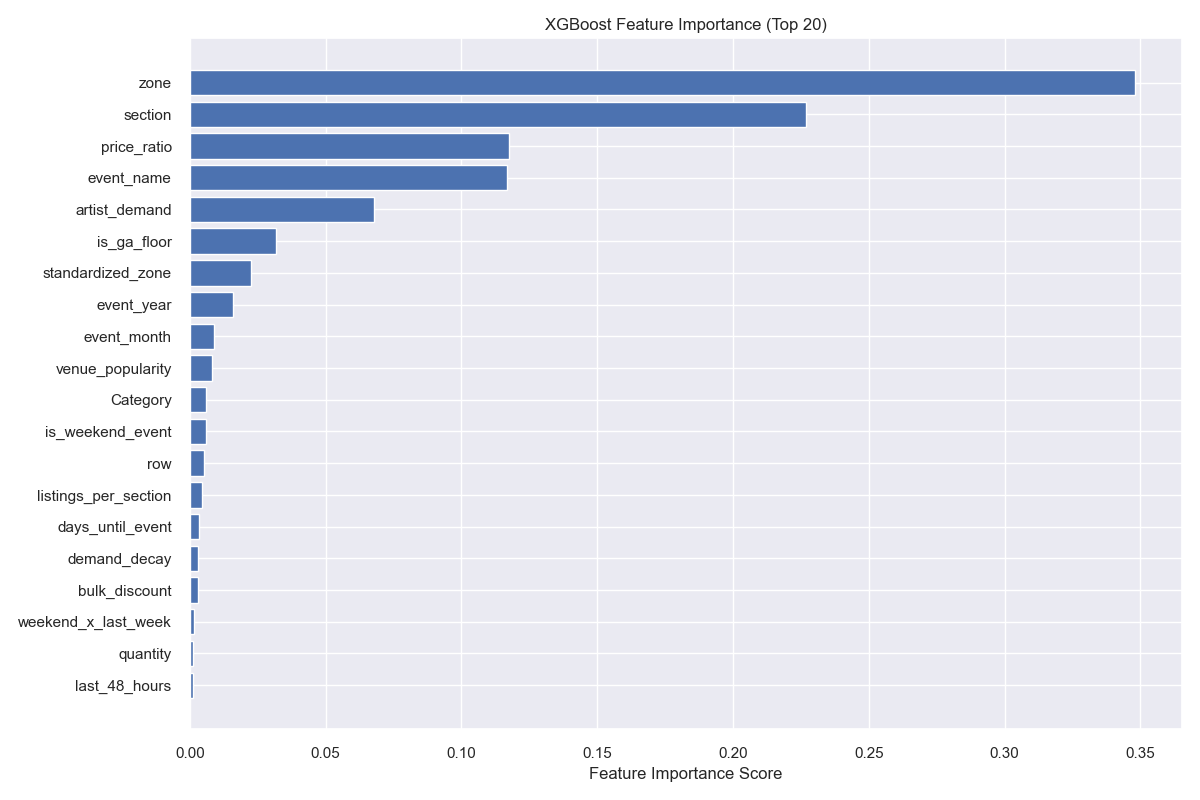 XGBoost Feature Importance (Top 20)
zone
section
price_ratio
event_name
artist_demand
is_ga_floor
standardized_zone
event_year
event_month
venue_popularity
Category
is_weekend_event
row
listings_per_section
days_until_event
demand_decay
bulk_discount
weekend_x_last_week
quantity
last_48_hours
0.00 0.05 0.10 0.15 0.20 0.25 0.30 0.35
Feature Importance Score